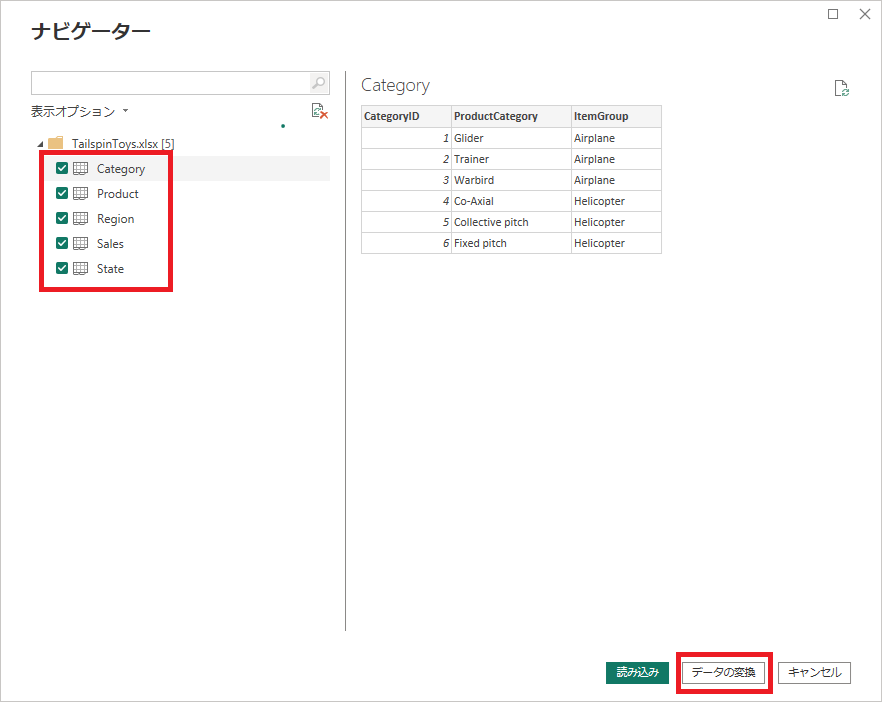 ナビゲーター
表示オプション
TailspinToys.xlsx [5]
Category
Product
Region
Sales
State
Category
CategoryID ProductCategory ItemGroup
1 Glider Airplane
2 Trainer Airplane
3 Warbird Airplane
4 Co-Axial Helicopter
5 Collective pitch Helicopter
6 Fixed pitch Helicopter
読み込み データの変換 キャンセル